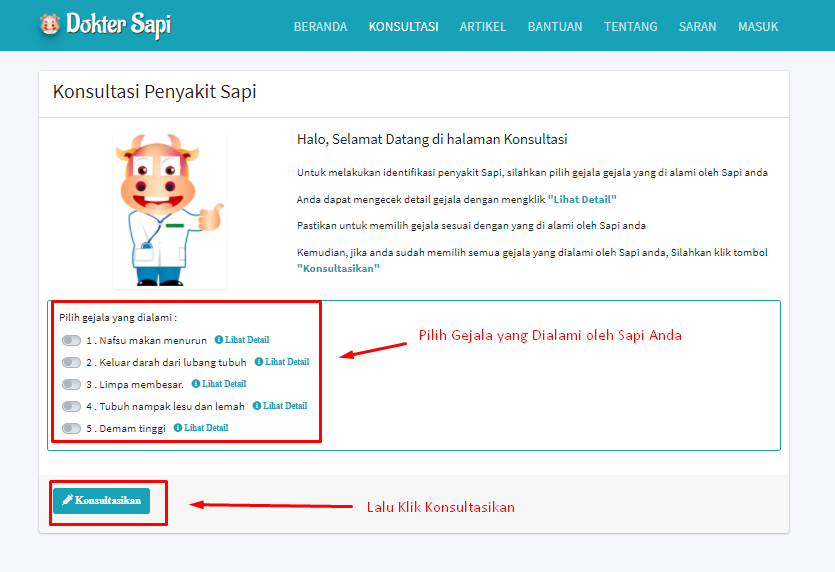 Dokter Sapi
BERANDA KONSULTASI ARTIKEL BANTUAN TENTANG SARAN MASUK
Konsultasi Penyakit Sapi
Halo, Selamat Datang di halaman Konsultasi
Untuk melakukan identifikasi penyakit Sapi, silahkan pilih gejala gejala yang di alami oleh Sapi anda
Anda dapat mengecek detail gejala dengan mengklik "Lihat Detail"
Pastikan untuk memilih gejala sesuai dengan yang di alami oleh Sapi anda
Kemudian, jika anda sudah memilih semua gejala yang dialami oleh Sapi anda, Silahkan klik tombol
"Konsultasikan"
Pilih gejala yang dialami :
1 . Nafsu makan menurun Lihat Detail
2 . Keluar darah dari lubang tubuh Lihat Detail
3 . Limpa membesar. Lihat Detail
4 . Tubuh nampak lesu dan lemah Lihat Detail
5 . Demam tinggi Lihat Detail
Pilih Gejala yang Dialami oleh Sapi Anda
Konsultasikan
Lalu Klik Konsultasikan